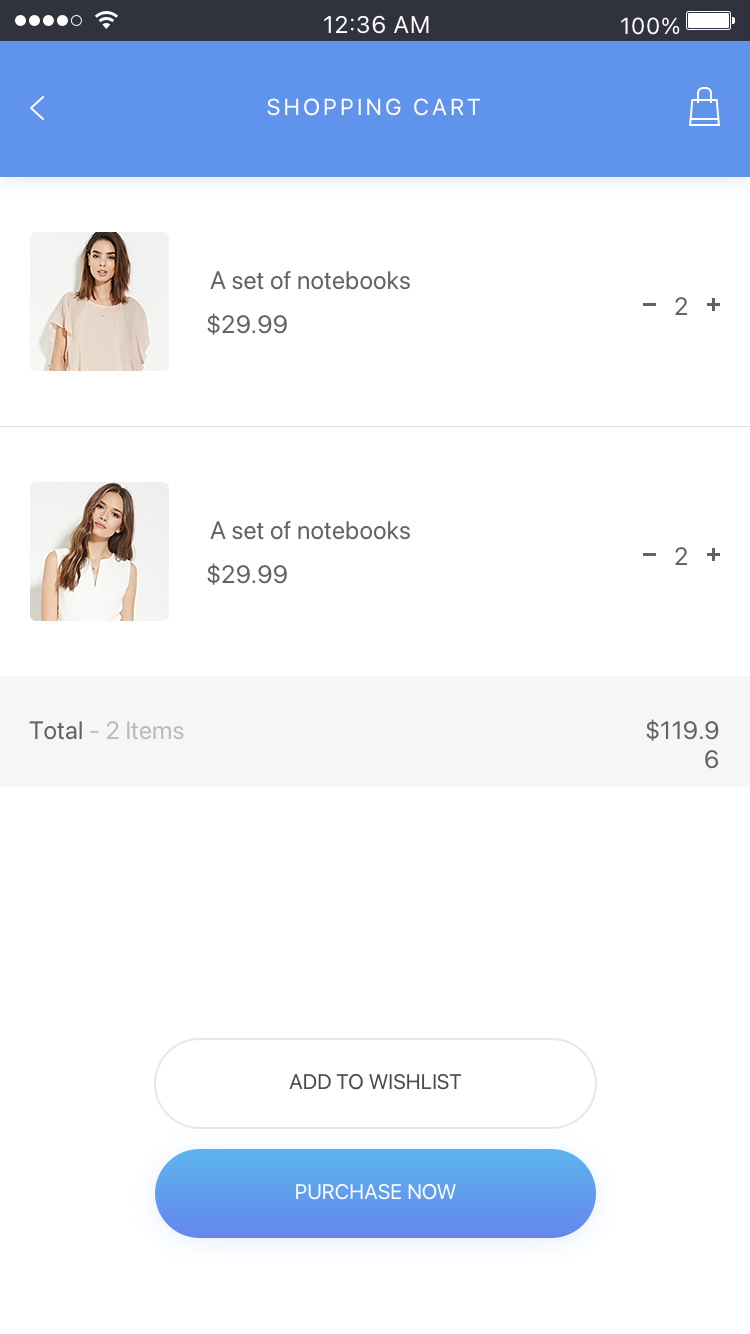 12:36 AM
100%
SHOPPING CART
A set of notebooks
$29.99
− 2 +
A set of notebooks
$29.99
− 2 +
Total - 2 Items
$119.9
6
ADD TO WISHLIST
PURCHASE NOW